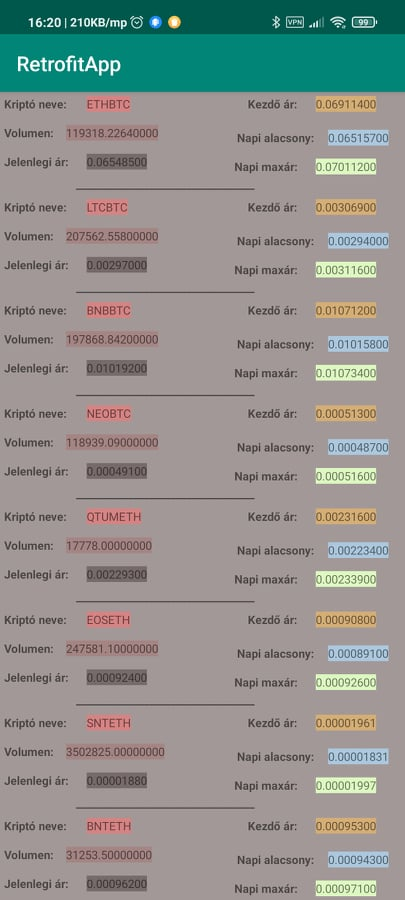 16:20 | 210KB/mp VPN 99
RetrofitApp
Kriptó neve: ETHBTC Kezdő ár: 0.06911400
Volumen: 119318.22640000 Napi alacsony: 0.06515700
Jelenlegi ár: 0.06548500 Napi maxár: 0.07011200
Kriptó neve: LTCBTC Kezdő ár: 0.00306900
Volumen: 207562.55800000 Napi alacsony: 0.00294000
Jelenlegi ár: 0.00297000 Napi maxár: 0.00311600
Kriptó neve: BNBBTC Kezdő ár: 0.01071200
Volumen: 197868.84200000 Napi alacsony: 0.01015800
Jelenlegi ár: 0.01019200 Napi maxár: 0.01073400
Kriptó neve: NEOBTC Kezdő ár: 0.00051300
Volumen: 118939.09000000 Napi alacsony: 0.00048700
Jelenlegi ár: 0.00049100 Napi maxár: 0.00051600
Kriptó neve: QTUMETH Kezdő ár: 0.00231600
Volumen: 17778.00000000 Napi alacsony: 0.00223400
Jelenlegi ár: 0.00229300 Napi maxár: 0.00233900
Kriptó neve: EOSETH Kezdő ár: 0.00090800
Volumen: 247581.10000000 Napi alacsony: 0.00089100
Jelenlegi ár: 0.00092400 Napi maxár: 0.00092600
Kriptó neve: SNTETH Kezdő ár: 0.00001961
Volumen: 3502825.00000000 Napi alacsony: 0.00001831
Jelenlegi ár: 0.00001880 Napi maxár: 0.00001997
Kriptó neve: BNTETH Kezdő ár: 0.00095300
Volumen: 31253.50000000 Napi alacsony: 0.00094300
Jelenlegi ár: 0.00096200 Napi maxár: 0.00097100